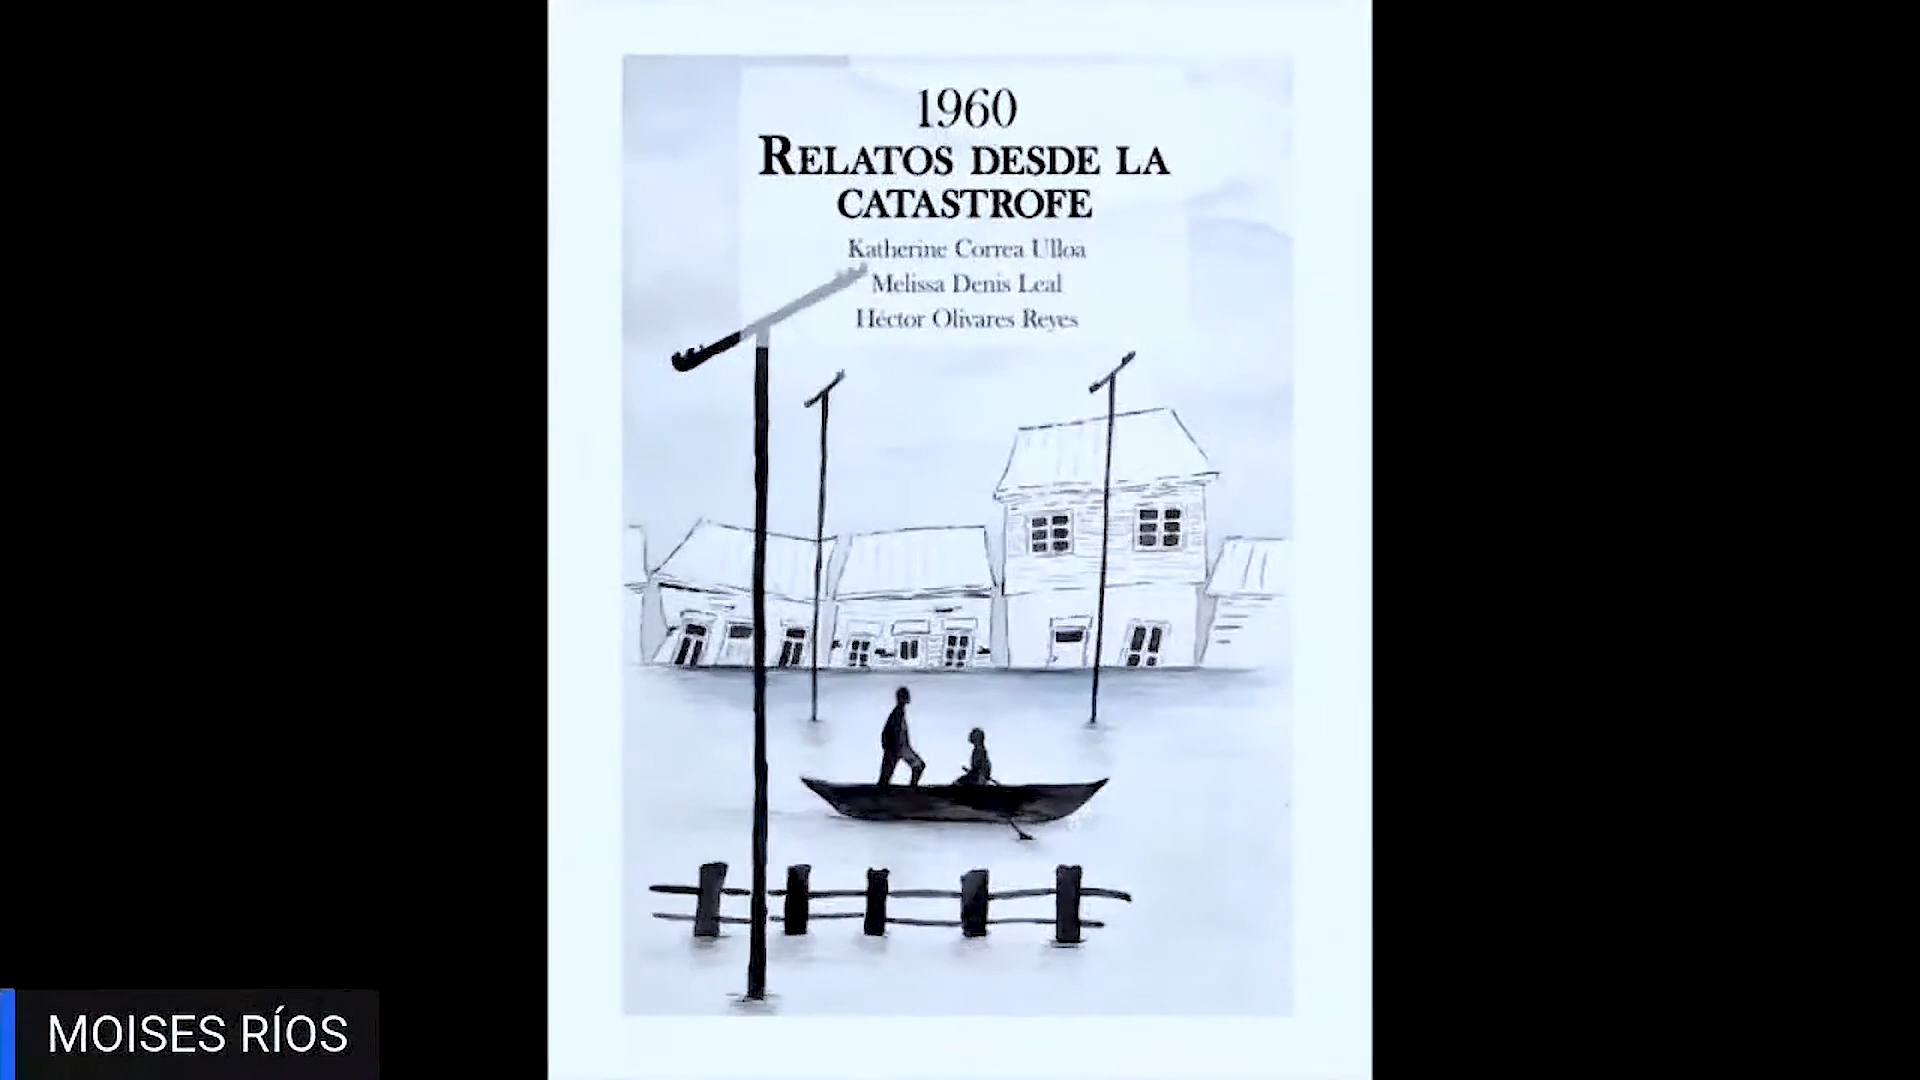 1960
RELATOS DESDE LA
CATASTROFE
Katherine Correa Ulloa
Melissa Denis Leal
Héctor Olivares Reyes
MOISES RÍOS